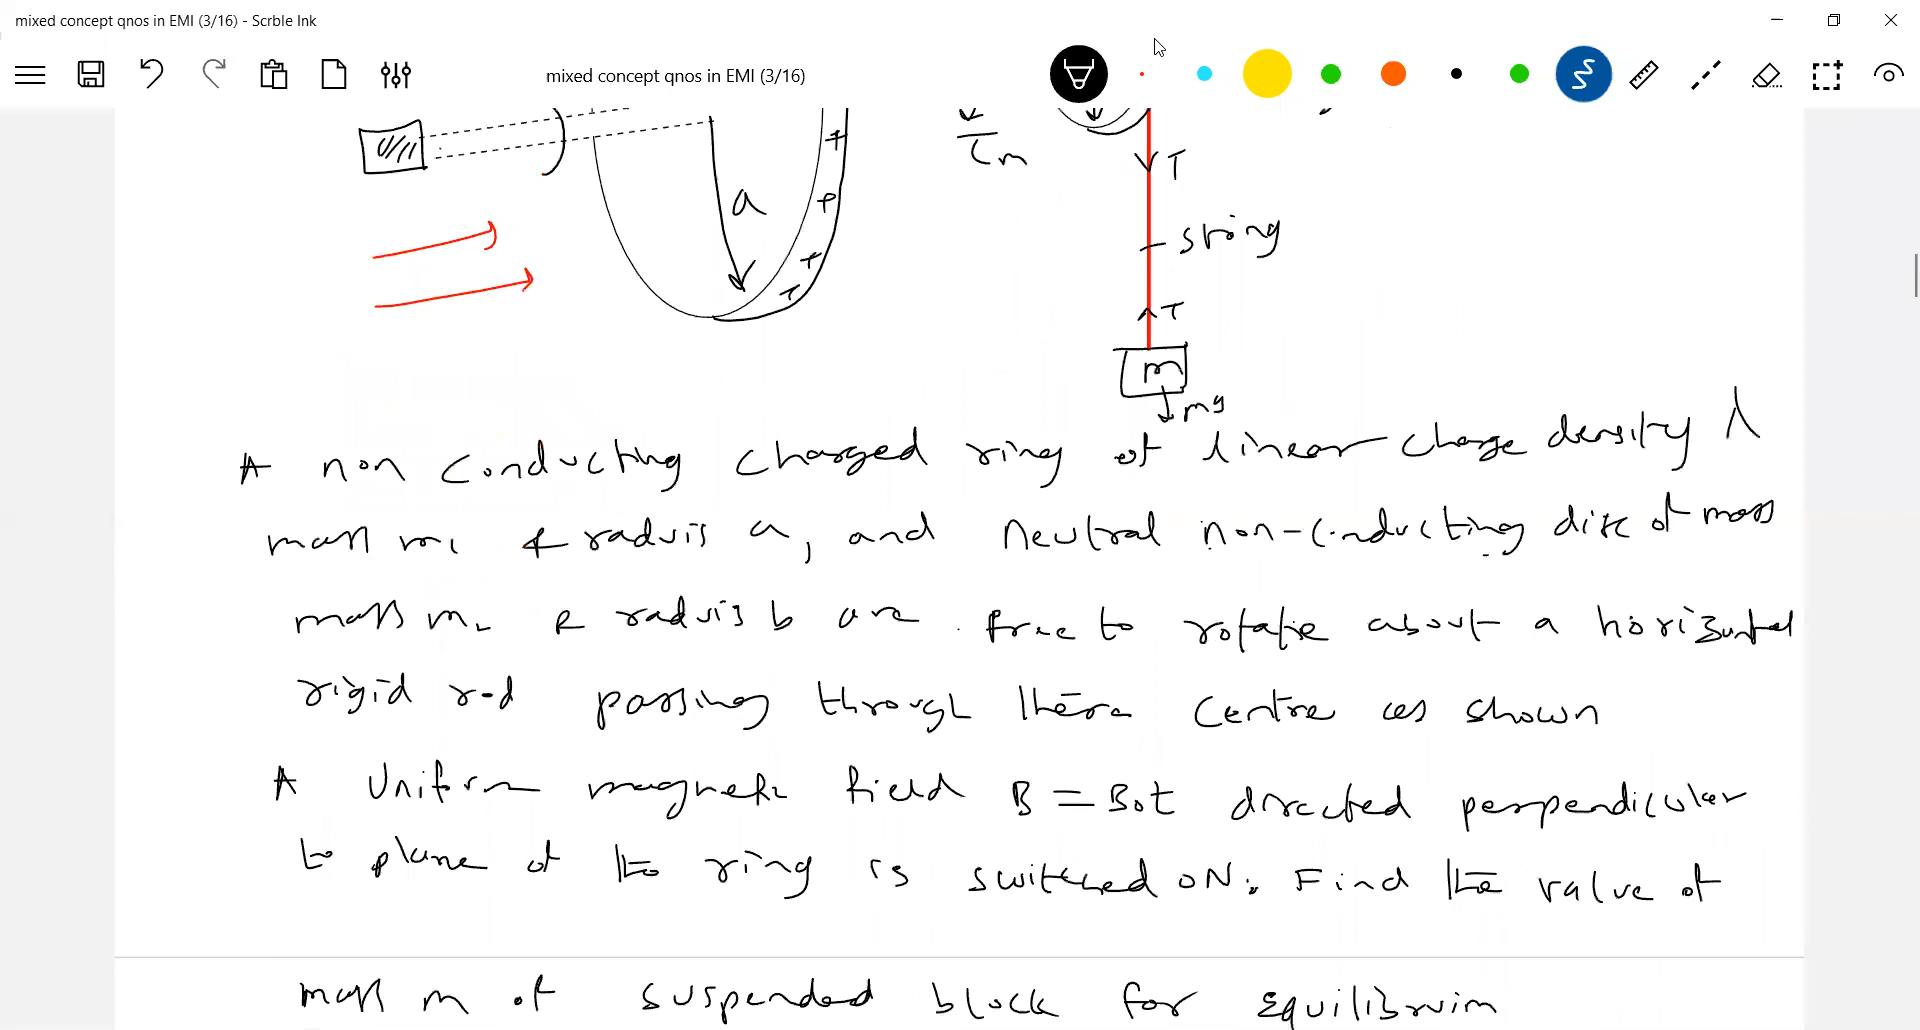 mixed concept qnos in EMI (3/16) - Scrble Ink
mixed concept qnos in EMI (3/16)
a
+
+
+
+
T
string
T
m
mg
A non conducting charged ring of linear charge density λ
mass m1 & radius a, and neutral non-conducting disc of mass
mass m2 & radius b are free to rotate about a horizontal
rigid rod passing through their centre as shown
A uniform magnetic field B = B0t directed perpendicular
to plane of the ring is switched ON. Find the value of
mass m of suspended block for equilibrium